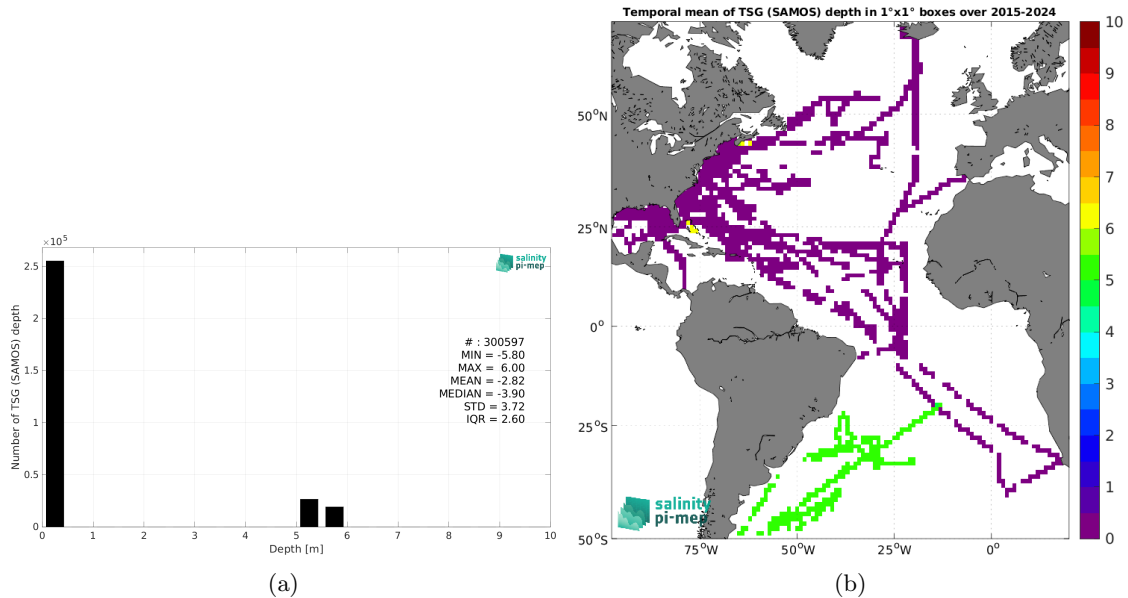 ×10⁵
2.5
2
1.5
1
0.5
0
Number of TSG (SAMOS) depth
salinity
pi-mep
# : 300597
MIN = -5.80
MAX = 6.00
MEAN = -2.82
MEDIAN = -3.90
STD = 3.72
IQR = 2.60
0 1 2 3 4 5 6 7 8 9 10
Depth [m]
(a)
Temporal mean of TSG (SAMOS) depth in 1°x1° boxes over 2015-2024
50°N
25°N
0°
25°S
50°S
75°W 50°W 25°W 0°
salinity
pi-mep
10
9
8
7
6
5
4
3
2
1
0
(b)